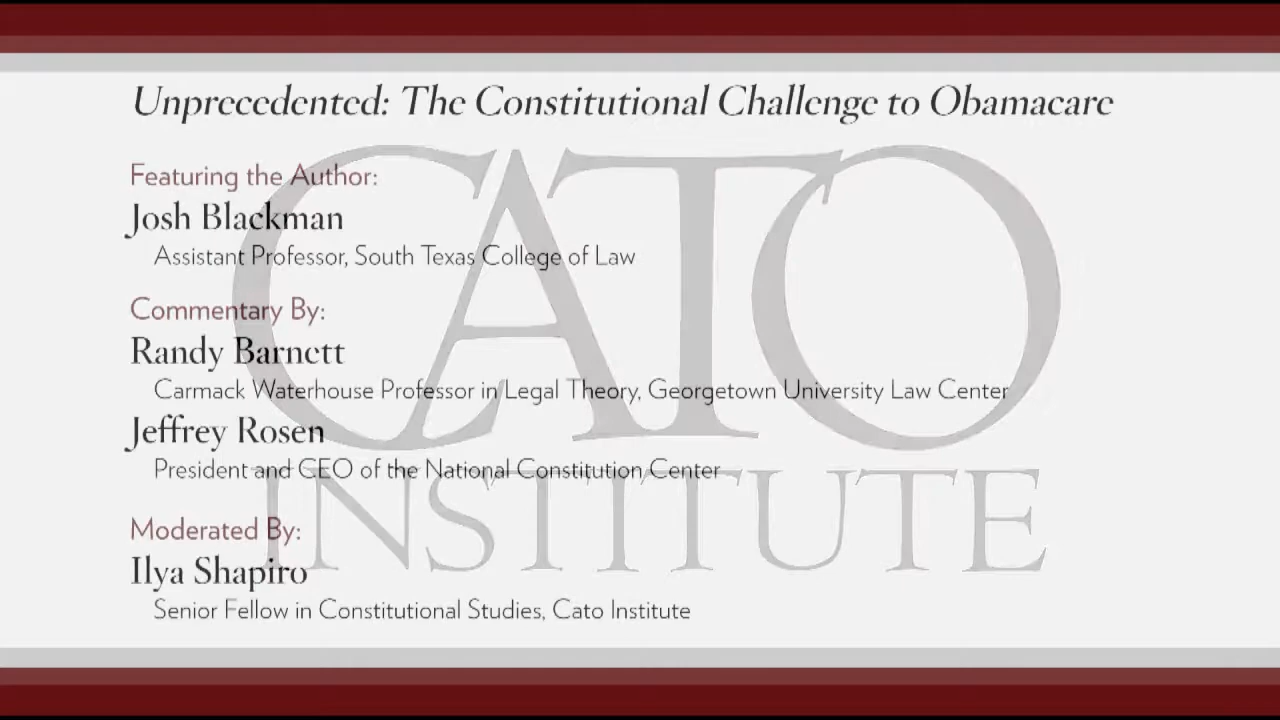 Unprecedented: The Constitutional Challenge to Obamacare
Featuring the Author:
Josh Blackman
Assistant Professor, South Texas College of Law
Commentary By:
Randy Barnett
Carmack Waterhouse Professor in Legal Theory, Georgetown University Law Center
Jeffrey Rosen
President and CEO of the National Constitution Center
Moderated By:
Ilya Shapiro
Senior Fellow in Constitutional Studies, Cato Institute
CATO
INSTITUTE